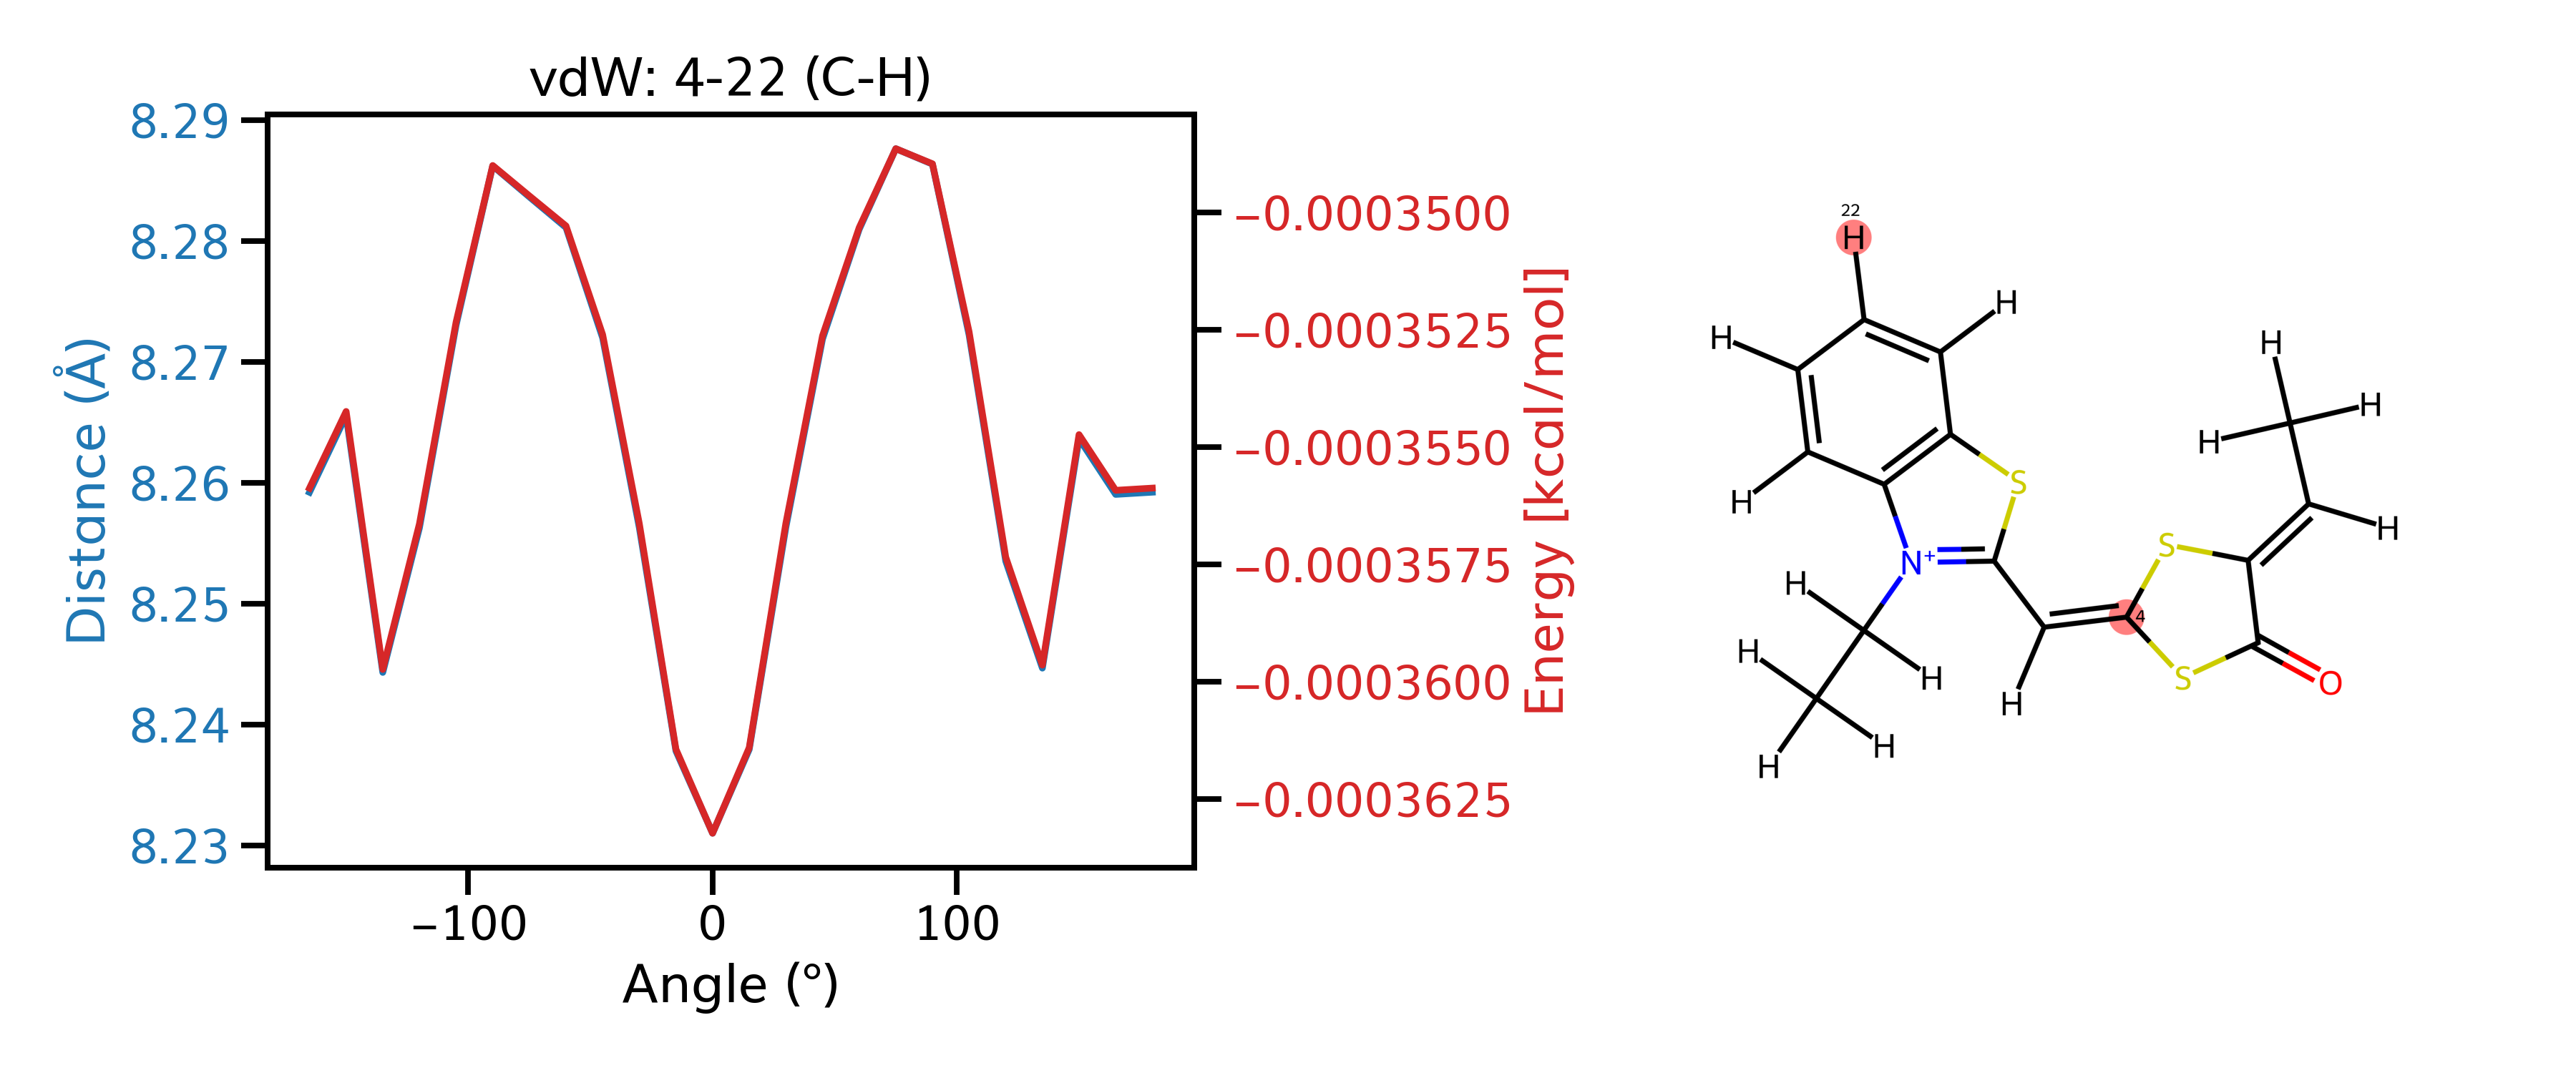 vdW: 4-22 (C-H)
8.29
8.28
8.27
8.26
8.25
8.24
8.23
Distance (Å)
−100
0
100
Angle (°)
−0.0003500
−0.0003525
−0.0003550
−0.0003575
−0.0003600
−0.0003625
Energy [kcal/mol]
22
H
H
H
H
H
H
S
H
H
S
N+
H
4
H
H
S
O
H
H
H